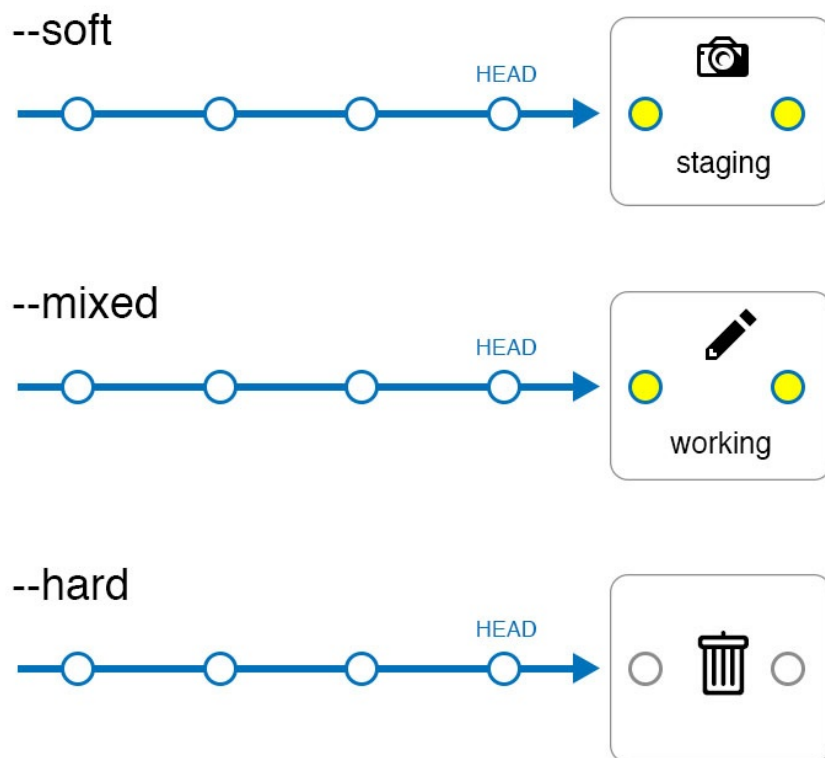 --soft
HEAD
staging
--mixed
HEAD
working
--hard
HEAD